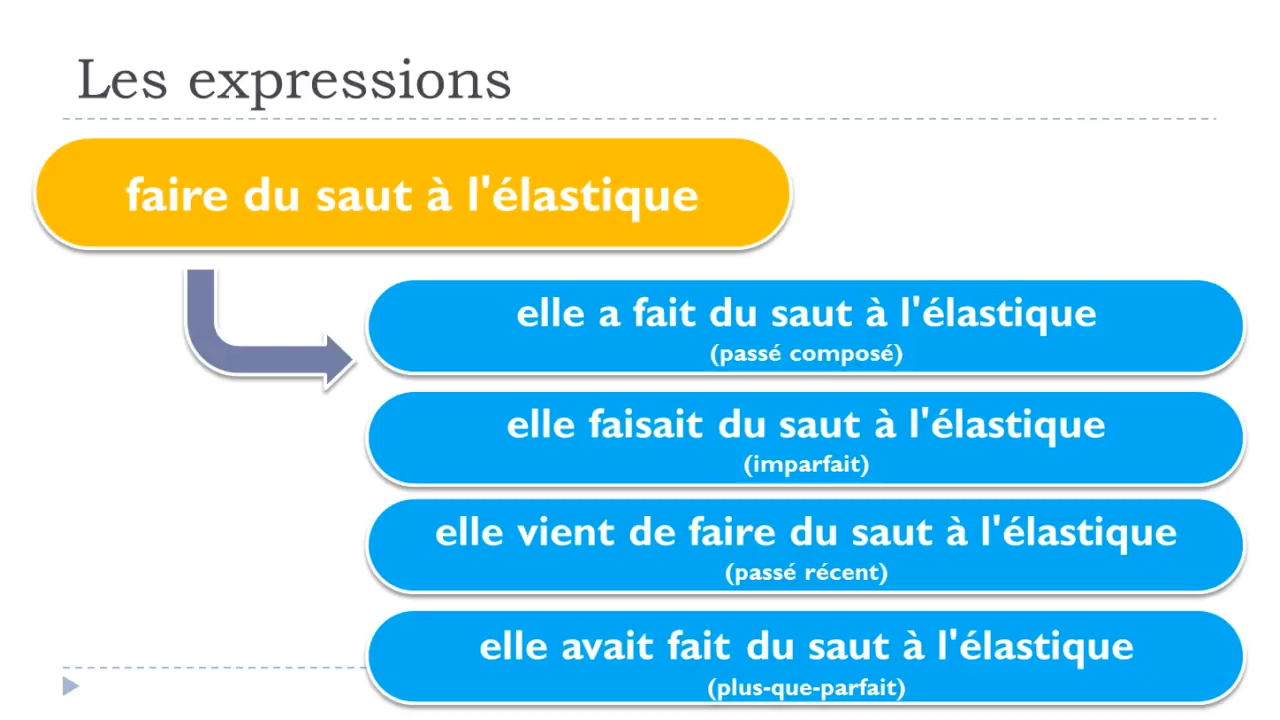 Les expressions
faire du saut à l'élastique
elle a fait du saut à l'élastique
(passé composé)
elle faisait du saut à l'élastique
(imparfait)
elle vient de faire du saut à l'élastique
(passé récent)
elle avait fait du saut à l'élastique
(plus-que-parfait)